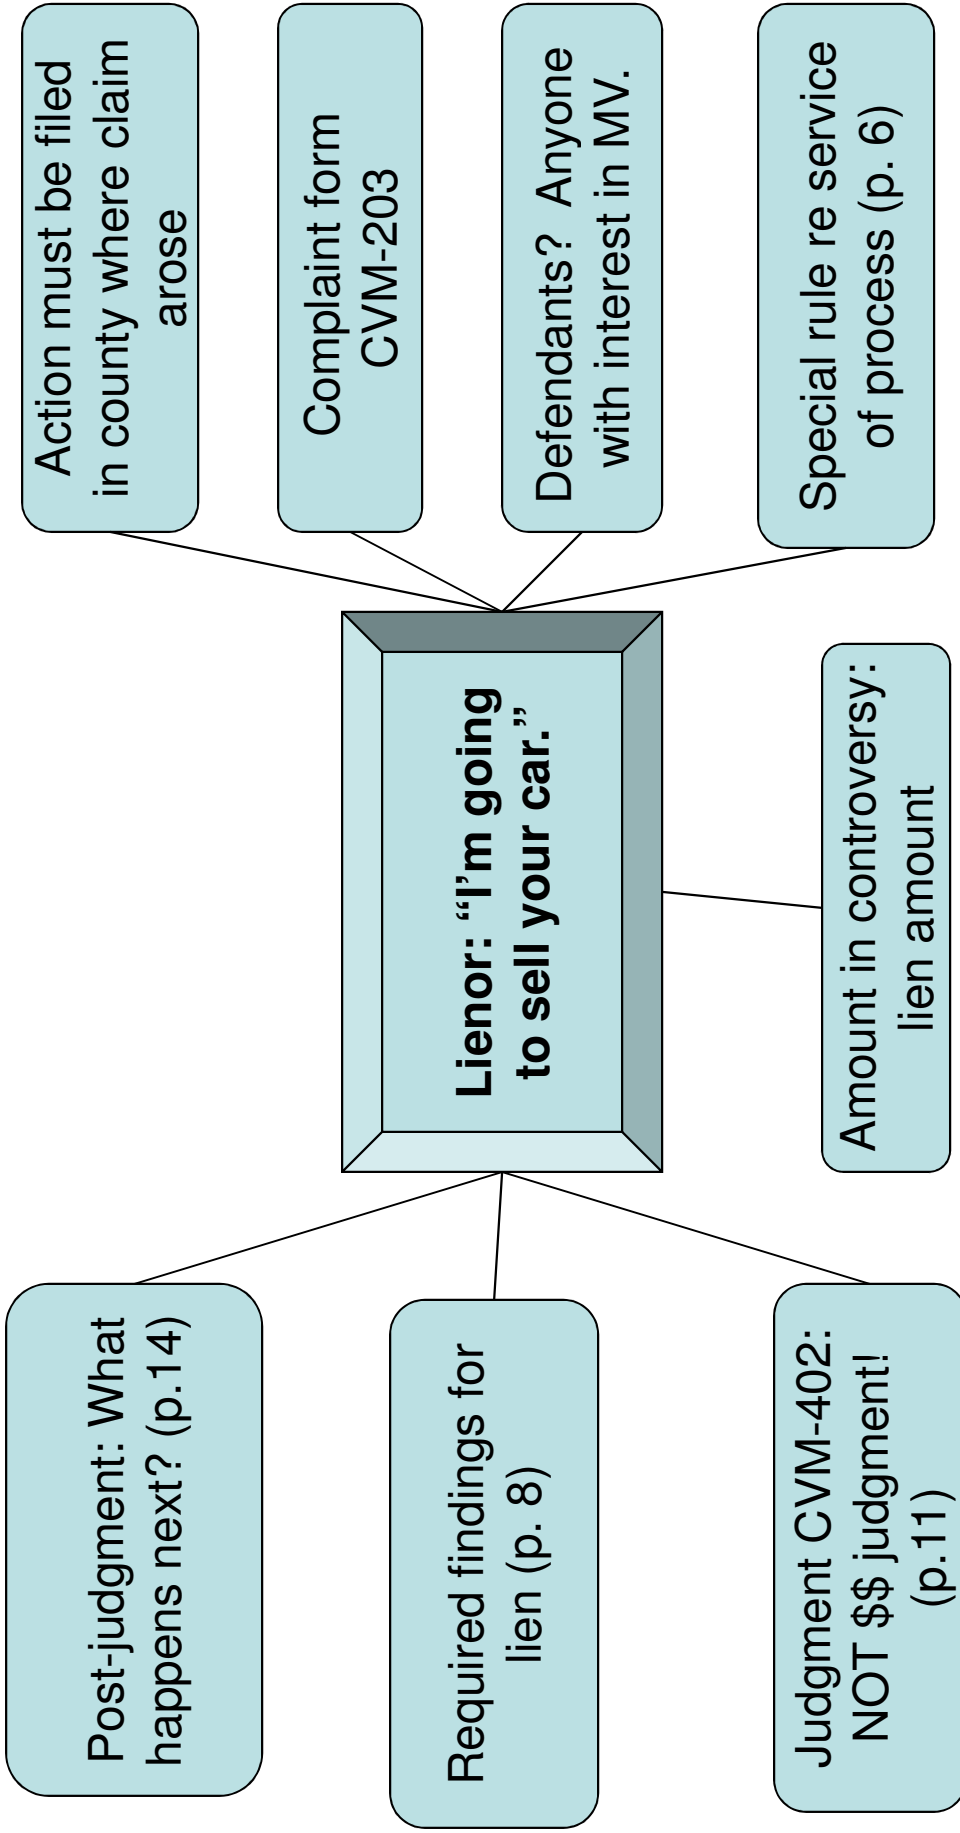 Post-judgment: What
happens next? (p.14)
Required findings for
lien (p. 8)
Judgment CVM-402:
NOT $$ judgment!
(p.11)
Lienor: “I’m going
to sell your car.”
Amount in controversy:
lien amount
Action must be filed
in county where claim
arose
Complaint form
CVM-203
Defendants? Anyone
with interest in MV.
Special rule re service
of process (p. 6)